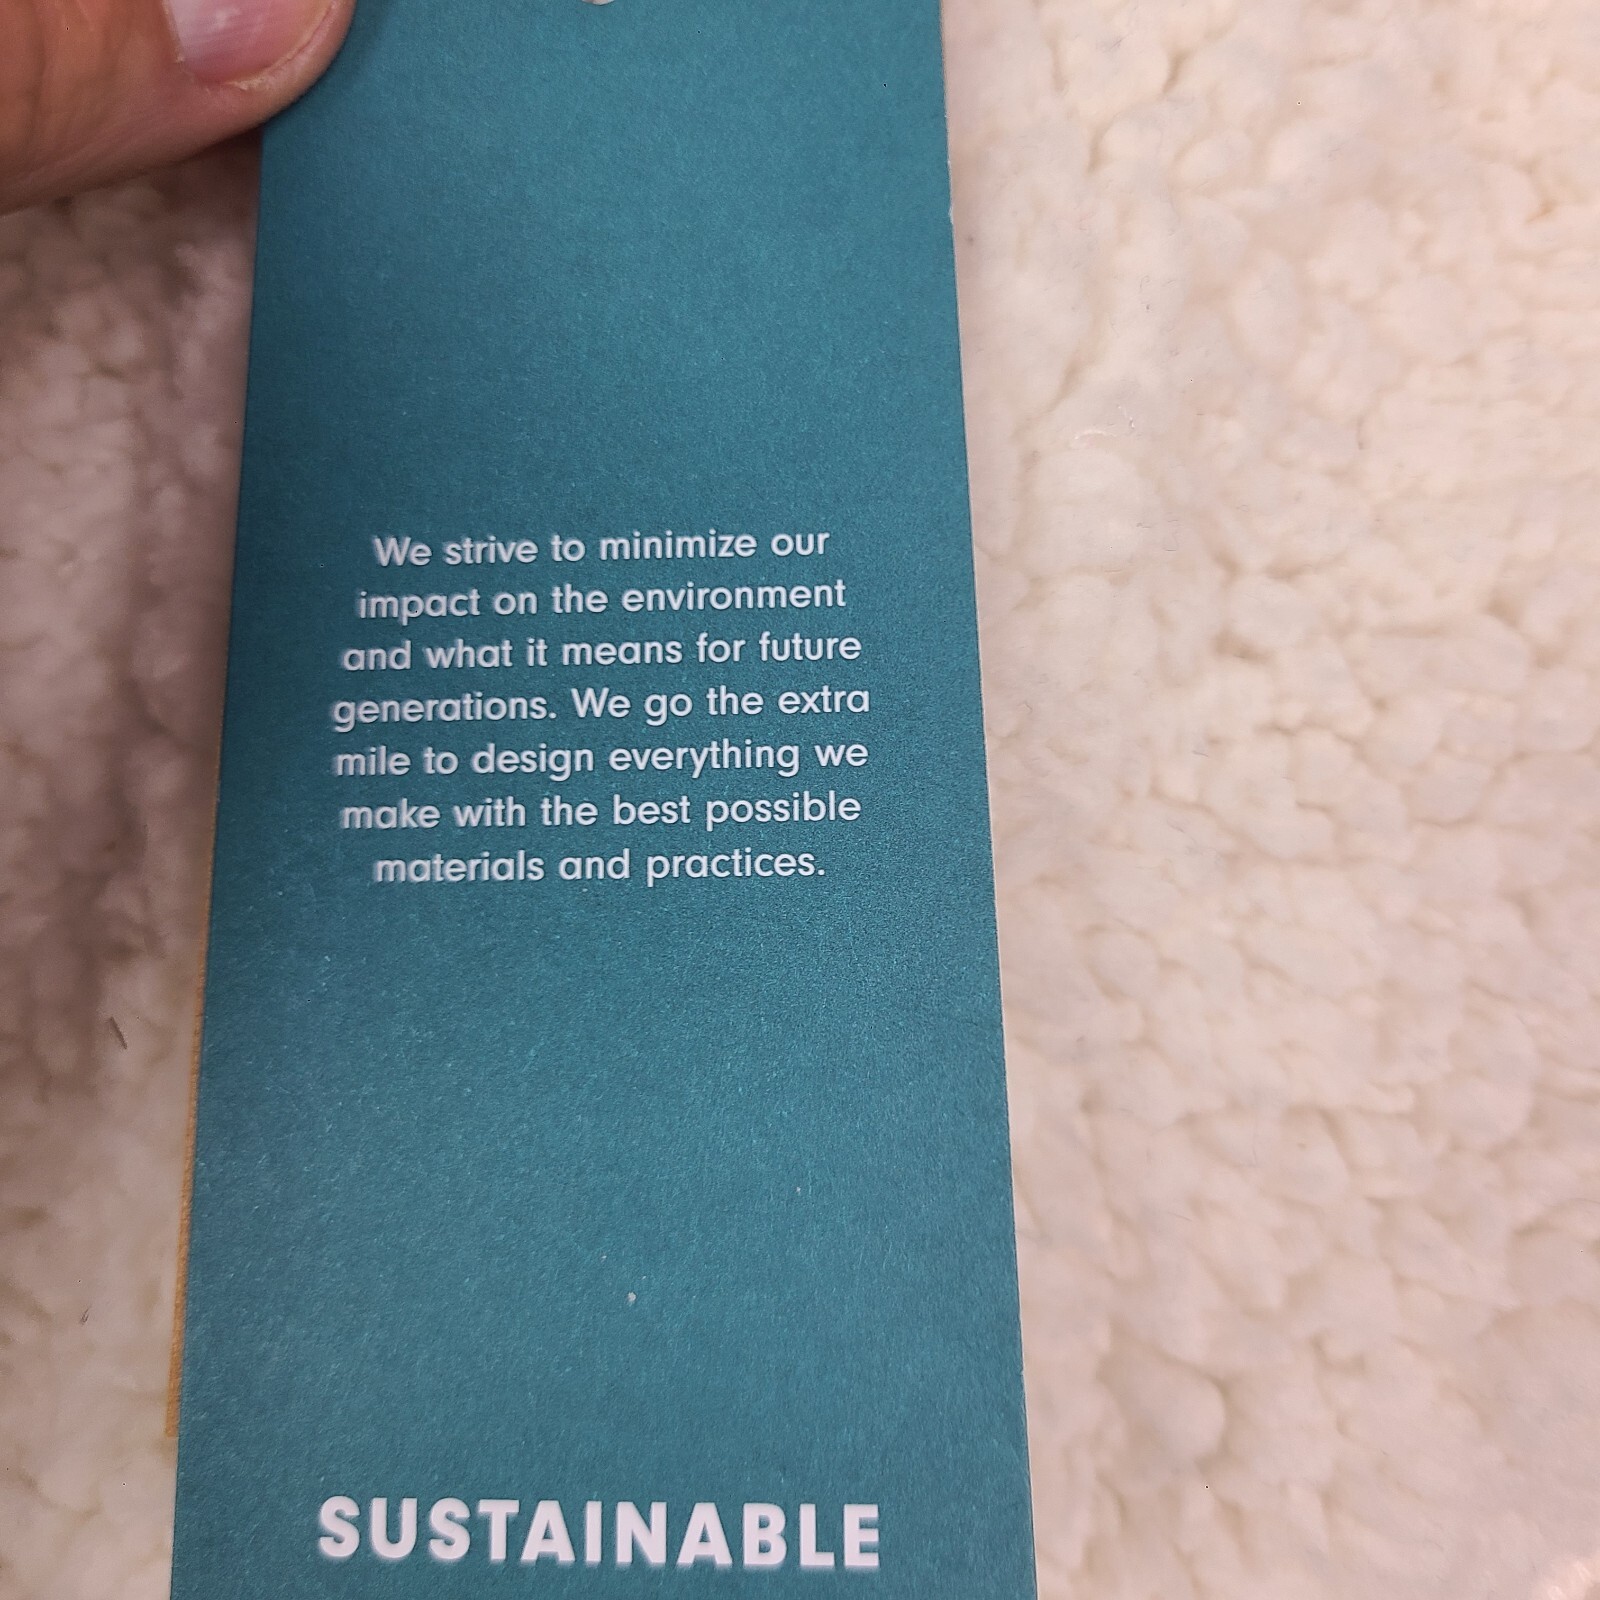 We strive to minimize our
impact on the environment
and what it means for future
generations. We go the extra
mile to design everything we
make with the best possible
materials and practices.
SUSTAINABLE